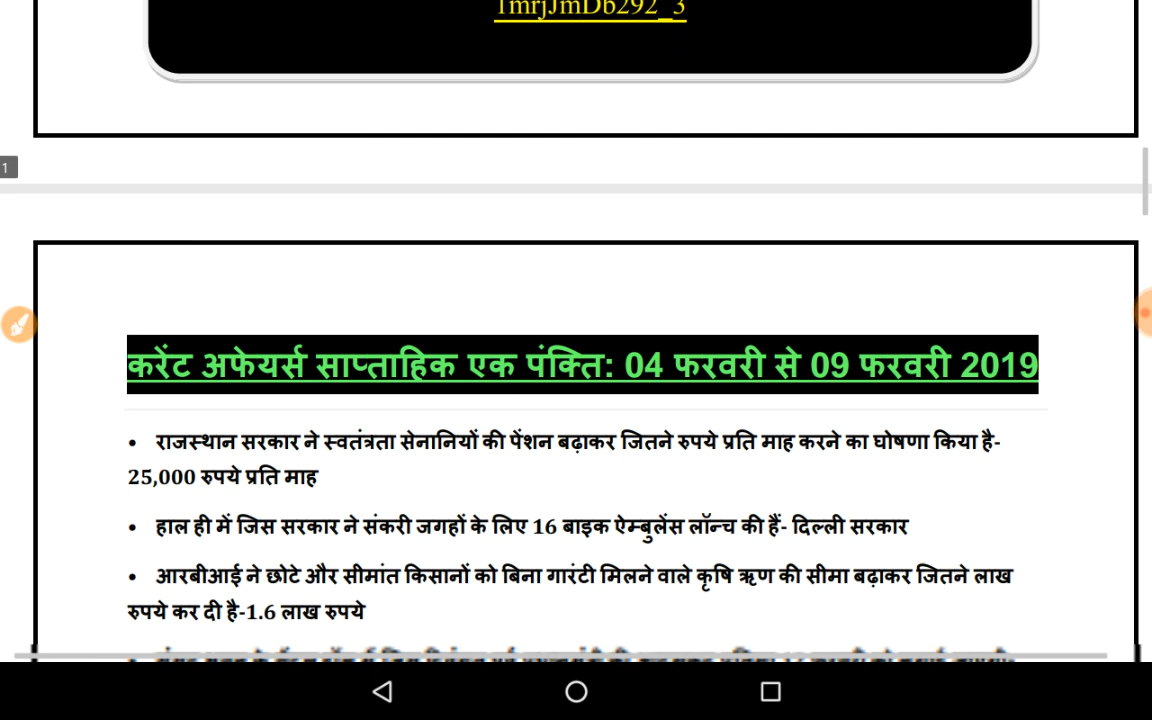 1mrjJmDb292_3
1
करेंट अफेयर्स साप्ताहिक एक पंक्ति: 04 फरवरी से 09 फरवरी 2019
• राजस्थान सरकार ने स्वतंत्रता सेनानियों की पेंशन बढ़ाकर जितने रुपये प्रति माह करने का घोषणा किया है-
25,000 रुपये प्रति माह
• हाल ही में जिस सरकार ने संकरी जगहों के लिए 16 बाइक ऐम्बुलेंस लॉन्च की हैं- दिल्ली सरकार
• आरबीआई ने छोटे और सीमांत किसानों को बिना गारंटी मिलने वाले कृषि ऋण की सीमा बढ़ाकर जितने लाख
रुपये कर दी है-1.6 लाख रुपये